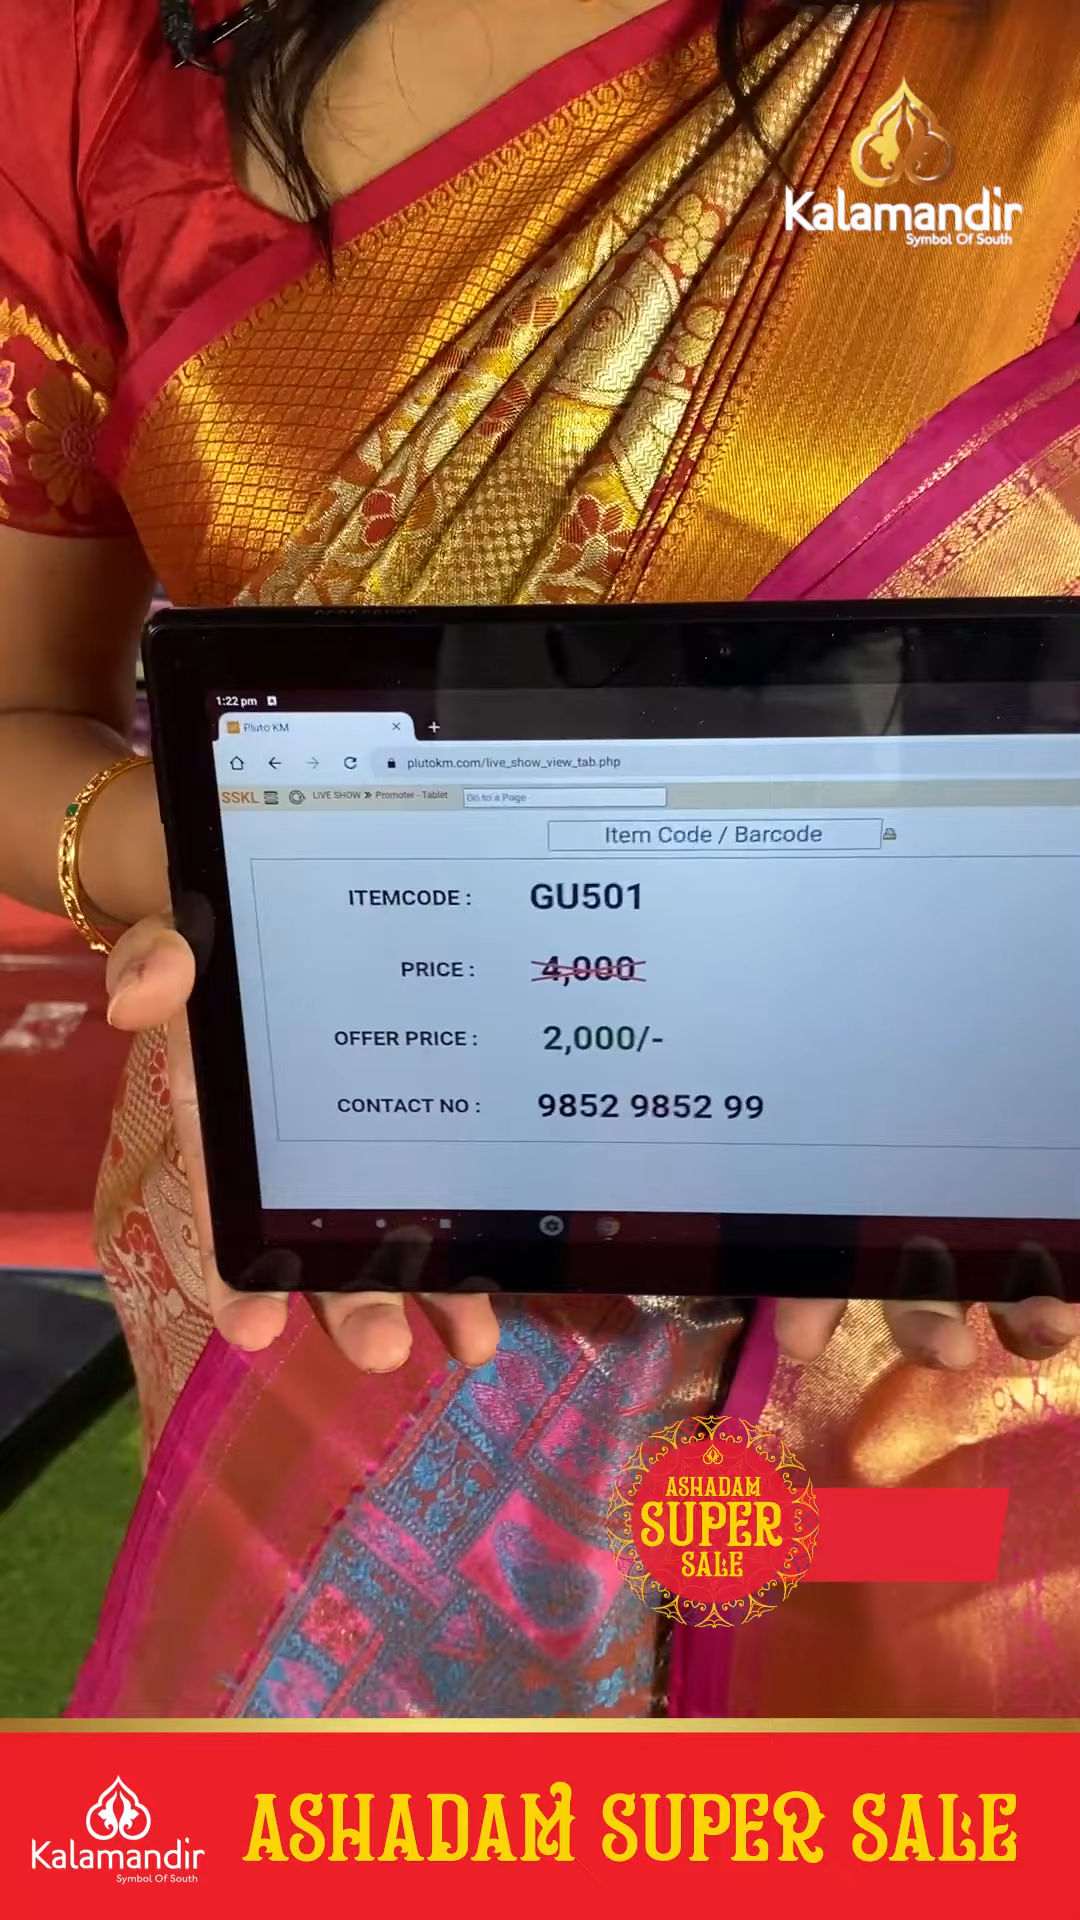 Kalamandir
Symbol Of South
1:22 pm
Pluto KM
plutokm.com/live_show_view_tab.php
SSKL LIVE SHOW » Promoter - Tablet Go to a Page
Item Code / Barcode
ITEMCODE : GU501
PRICE : 4,000
OFFER PRICE : 2,000/-
CONTACT NO : 9852 9852 99
ASHADAM
SUPER
SALE
Kalamandir
Symbol Of South
ASHADAM SUPER SALE